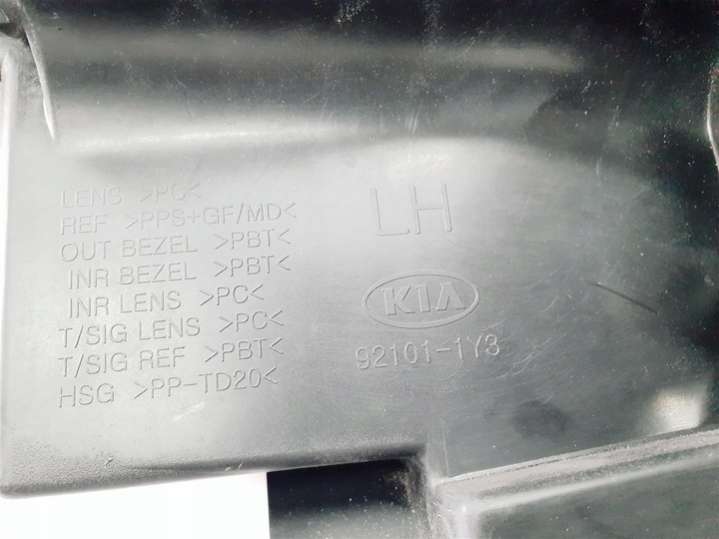 LENS >PC<
REF >PPS+GF/MD<
OUT BEZEL >PBT<
INR BEZEL >PBT<
INR LENS >PC<
T/SIG LENS >PC<
T/SIG REF >PBT<
HSG >PP-TD20<
LH
KIA
92101-1Y3